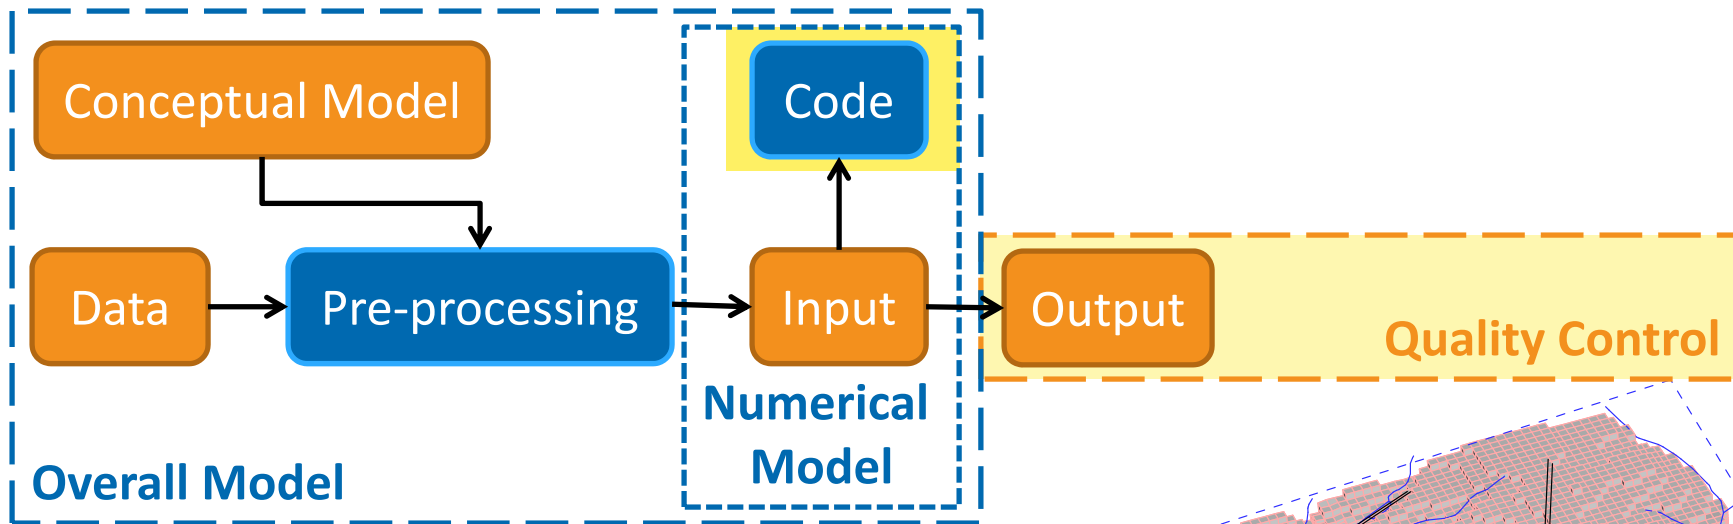 Conceptual Model
Code
Data
Pre-processing
Input
Output
Quality Control
Numerical
Model
Overall Model